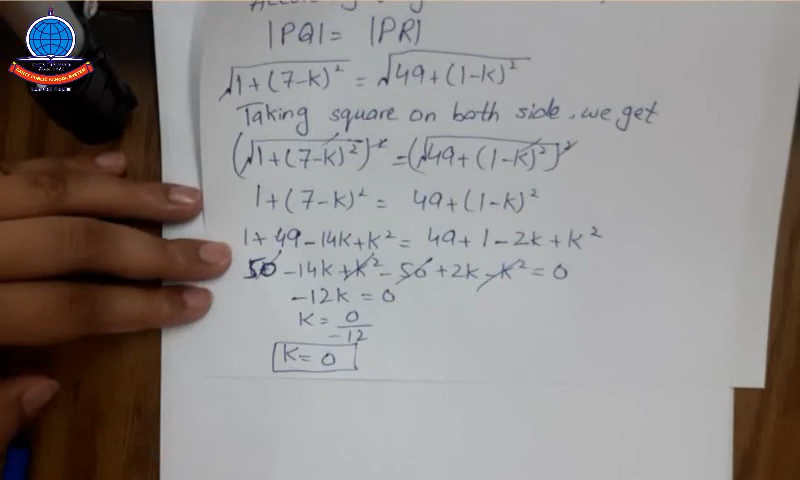 |PQ| = |PR|
√1+(7-k)² = √49+(1-k)²
Taking square on both side, we get
(√1+(7-k)²)² = (√49+(1-k)²)²
1+(7-k)² = 49+(1-k)²
1+49-14k+k² = 49+1-2k+k²
50-14k+k²-50+2k-k²=0
-12k=0
k=0/-12
k=0